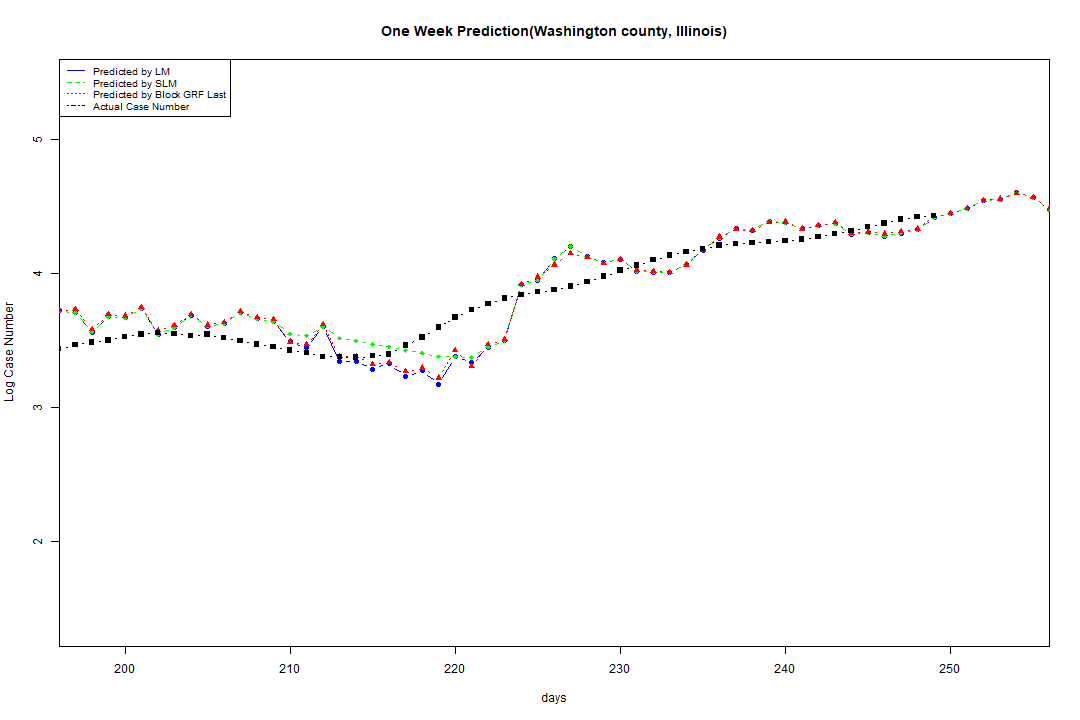 One Week Prediction(Washington county, Illinois)
Predicted by LM
Predicted by SLM
Predicted by Block GRF Last
Actual Case Number
5
4
3
2
Log Case Number
200 210 220 230 240 250
days